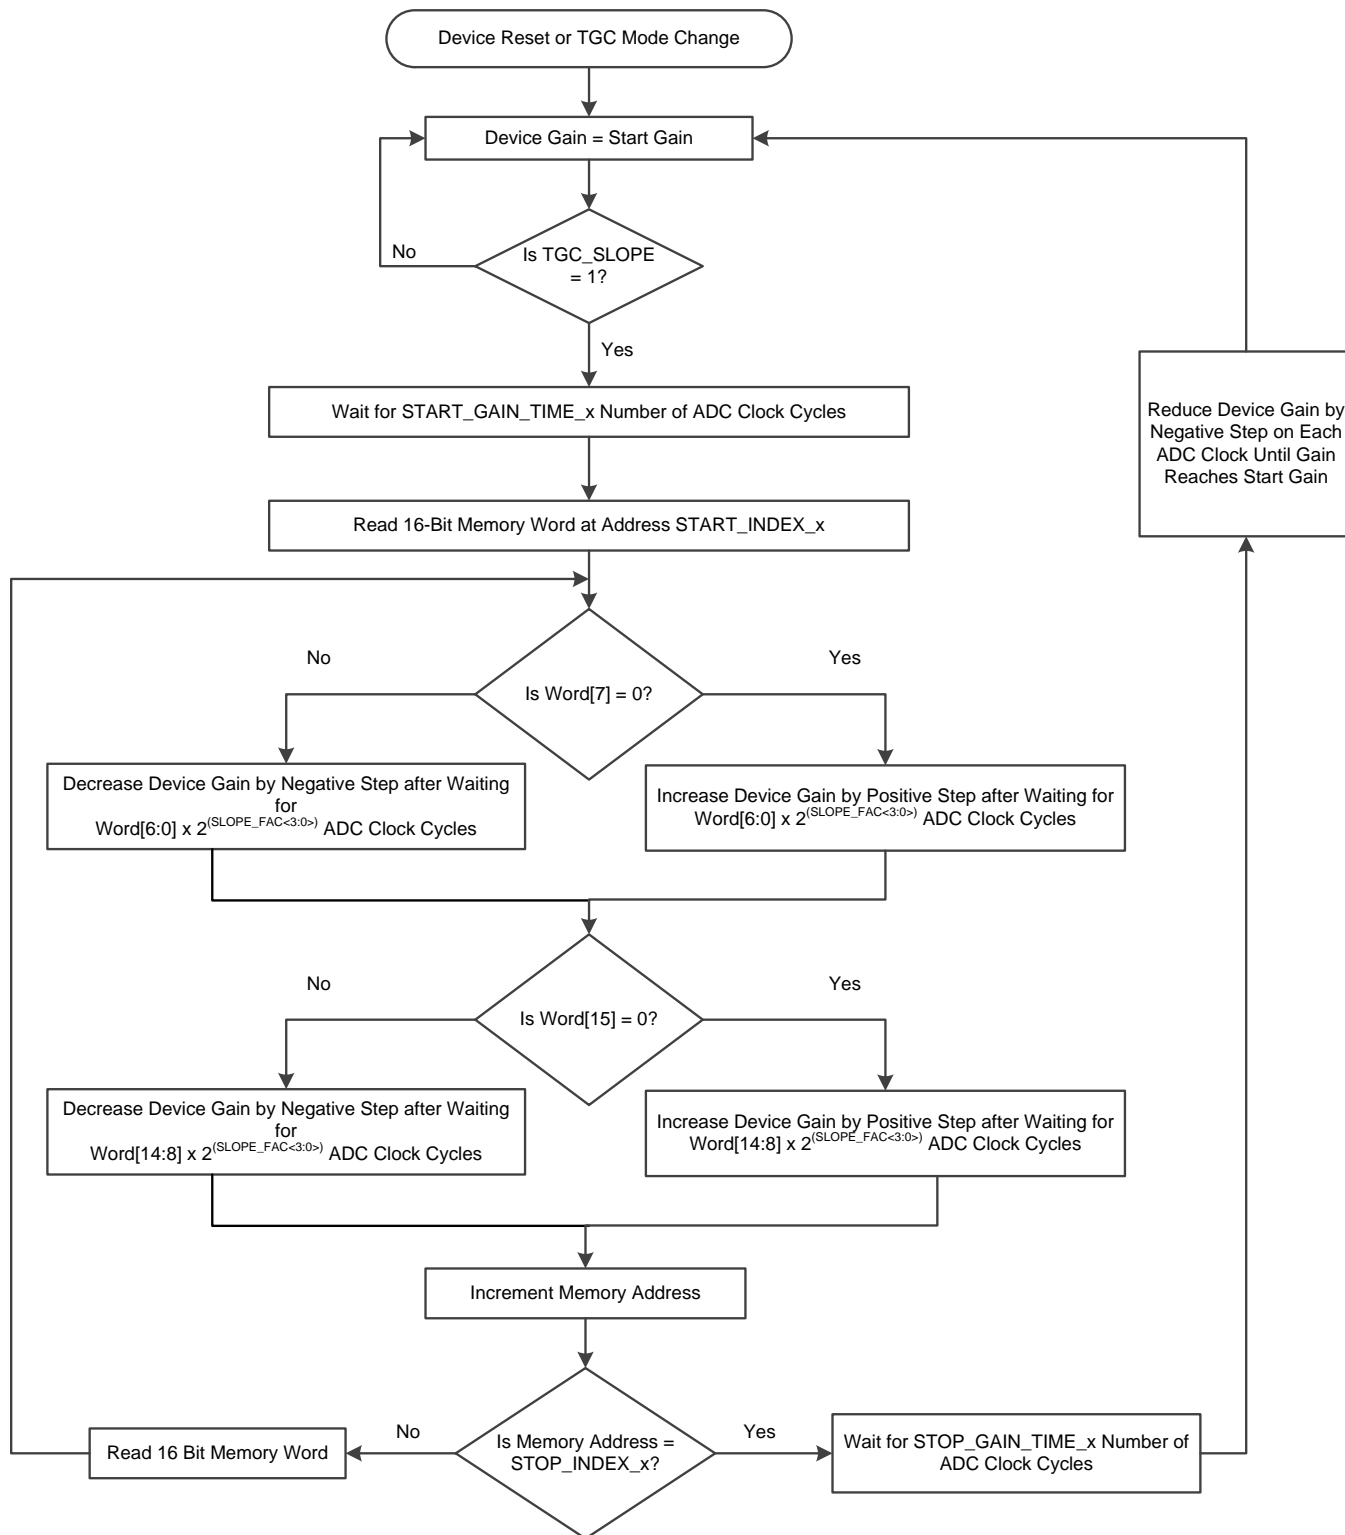 Device Reset or TGC Mode Change
Device Gain = Start Gain
Is TGC_SLOPE
= 1?
No
Yes
Wait for START_GAIN_TIME_x Number of ADC Clock Cycles
Reduce Device Gain by
Negative Step on Each
ADC Clock Until Gain
Reaches Start Gain
Read 16-Bit Memory Word at Address START_INDEX_x
Is Word[7] = 0?
No
Yes
Decrease Device Gain by Negative Step after Waiting
for
Word[6:0] x 2(SLOPE_FAC<3:0>) ADC Clock Cycles
Increase Device Gain by Positive Step after Waiting for
Word[6:0] x 2(SLOPE_FAC<3:0>) ADC Clock Cycles
Is Word[15] = 0?
No
Yes
Decrease Device Gain by Negative Step after Waiting
for
Word[14:8] x 2(SLOPE_FAC<3:0>) ADC Clock Cycles
Increase Device Gain by Positive Step after Waiting for
Word[14:8] x 2(SLOPE_FAC<3:0>) ADC Clock Cycles
Increment Memory Address
Is Memory Address =
STOP_INDEX_x?
No
Yes
Read 16 Bit Memory Word
Wait for STOP_GAIN_TIME_x Number of
ADC Clock Cycles